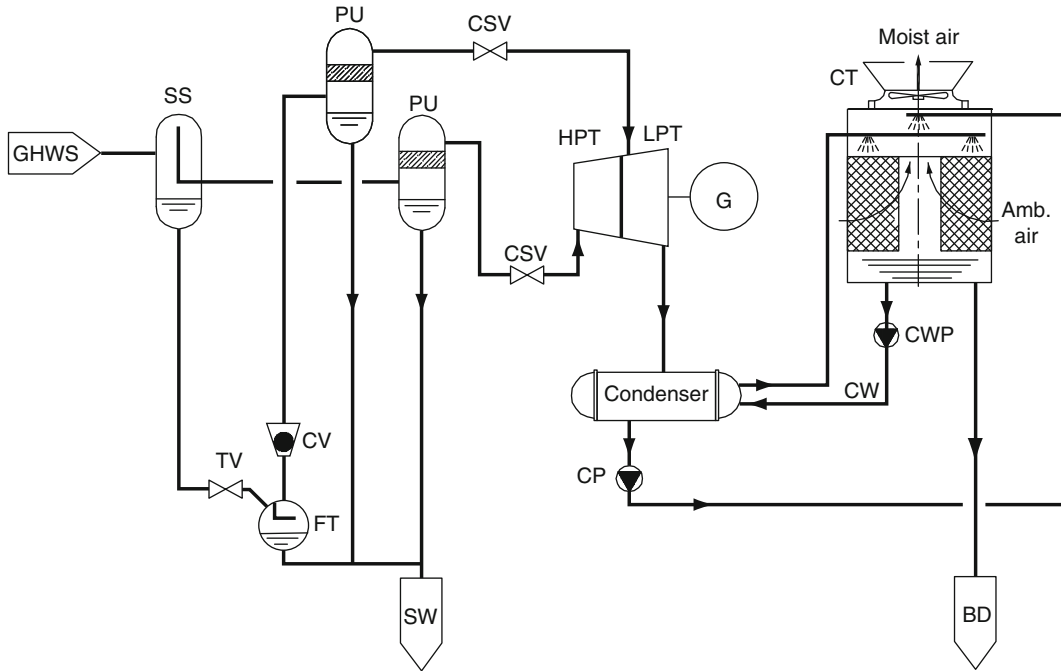 PU
CSV
Moist air
CT
SS
PU
HPT
LPT
GHWS
G
Amb.
air
CSV
CWP
Condenser
CW
CV
TV
CP
FT
SW
BD